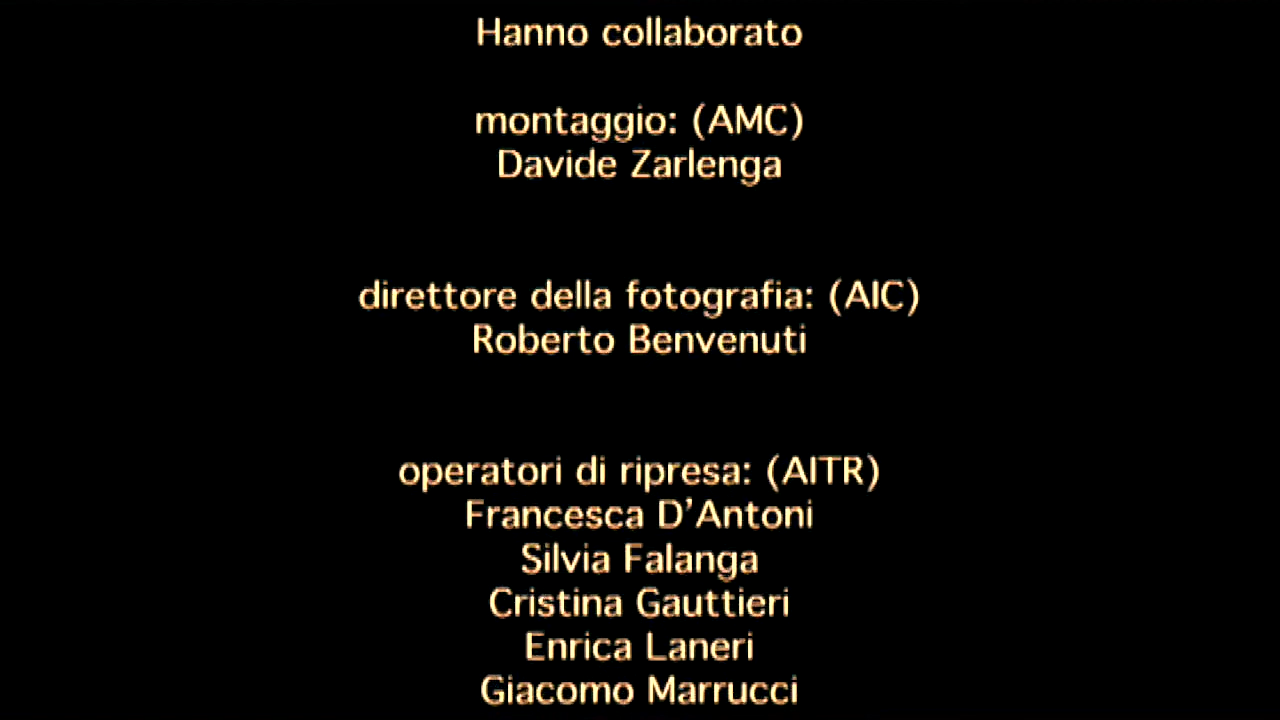 Hanno collaborato
montaggio: (AMC)
Davide Zarlenga
direttore della fotografia: (AIC)
Roberto Benvenuti
operatori di ripresa: (AITR)
Francesca D'Antoni
Silvia Falanga
Cristina Gauttieri
Enrica Laneri
Giacomo Marrucci